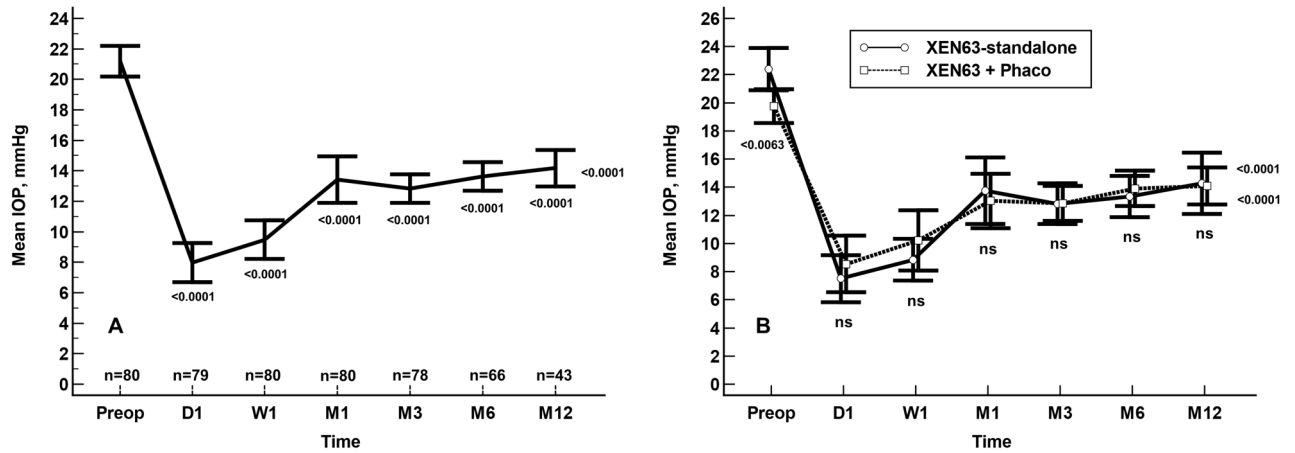 24
22
20
18
16
14
12
10
8
6
4
2
0
Mean IOP, mmHg
<0.0001
<0.0001
<0.0001
<0.0001
<0.0001
<0.0001
<0.0001
A
n=80 n=79 n=80 n=80 n=78 n=66 n=43
Preop D1 W1 M1 M3 M6 M12
Time
26
24
22
20
18
16
14
12
10
8
6
4
2
0
Mean IOP, mmHg
XEN63-standalone
XEN63 + Phaco
<0.0063
<0.0001
<0.0001
ns
ns
ns
ns
ns
ns
B
Preop D1 W1 M1 M3 M6 M12
Time